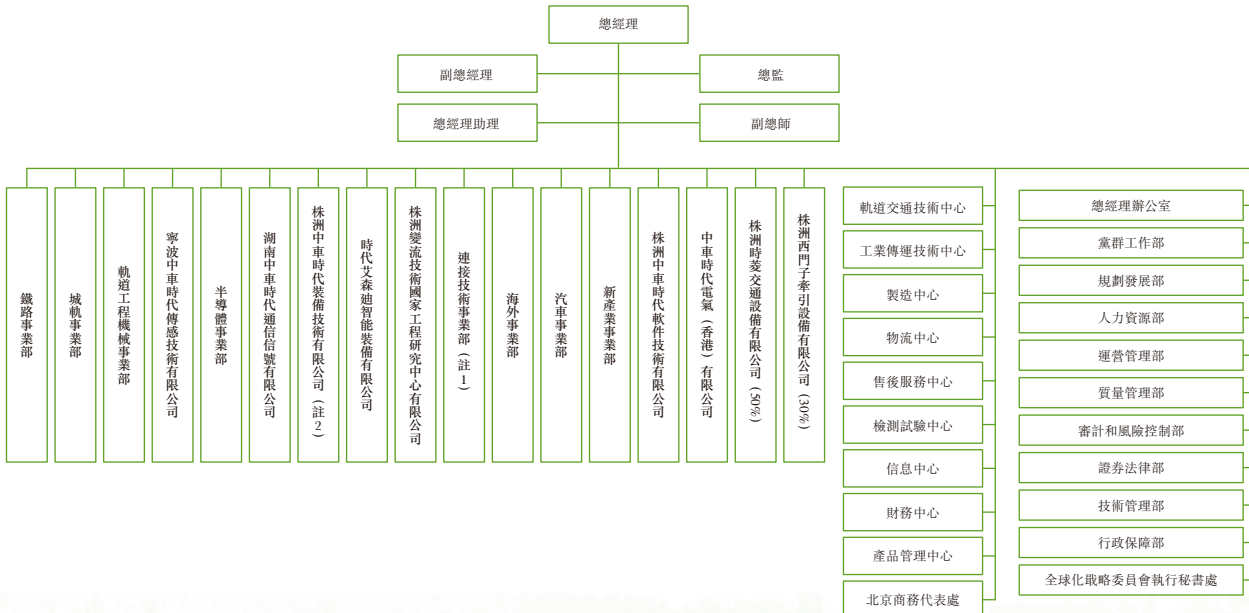 總經理
副總經理
總監
總經理助理
副總師
鐵路事業部
城軌事業部
軌道工程機械事業部
寧波中車時代傳感技術有限公司
半導體事業部
湖南中車時代通信信號有限公司
株洲中車時代裝備技術有限公司（註2）
時代艾森迪智能裝備有限公司
株洲變流技術國家工程研究中心有限公司
連接技術事業部（註1）
海外事業部
汽車事業部
新產業事業部
株洲中車時代軟件技術有限公司
中車時代電氣（香港）有限公司
株洲時菱交通設備有限公司（50%）
株洲西門子牽引設備有限公司（30%）
軌道交通技術中心
工業傳運技術中心
製造中心
物流中心
售後服務中心
檢測試驗中心
信息中心
財務中心
產品管理中心
北京商務代表處
總經理辦公室
黨群工作部
規劃發展部
人力資源部
運營管理部
質量管理部
審計和風險控制部
證券法律部
技術管理部
行政保障部
全球化戰略委員會執行秘書處